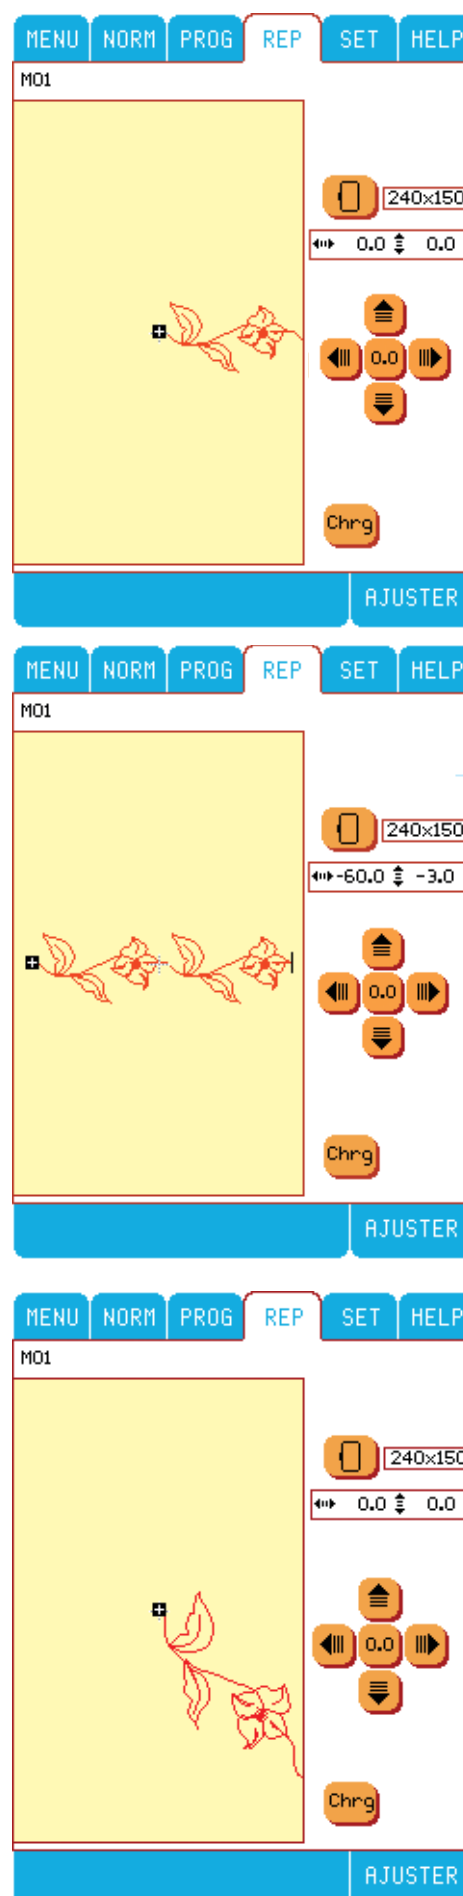 MENU NORM PROG REP SET HELP
M01
240x150
0.0 0.0
0.0
Chrg
AJUSTER
MENU NORM PROG REP SET HELP
M01
240x150
-60.0 -3.0
0.0
Chrg
AJUSTER
MENU NORM PROG REP SET HELP
M01
240x150
0.0 0.0
0.0
Chrg
AJUSTER